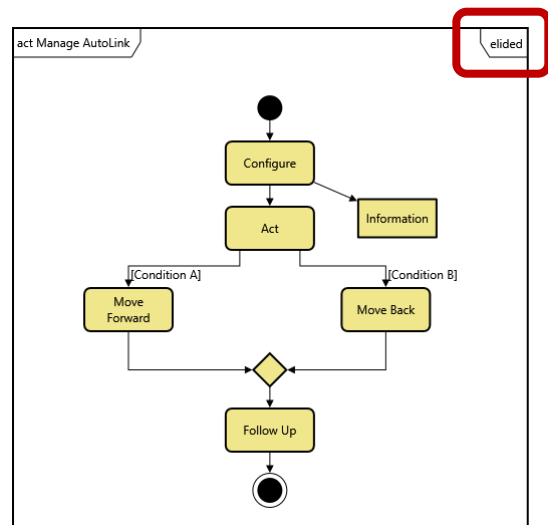 act Manage AutoLink
elided
Configure
Information
Act
[Condition A]
[Condition B]
Move
Forward
Move Back
Follow Up